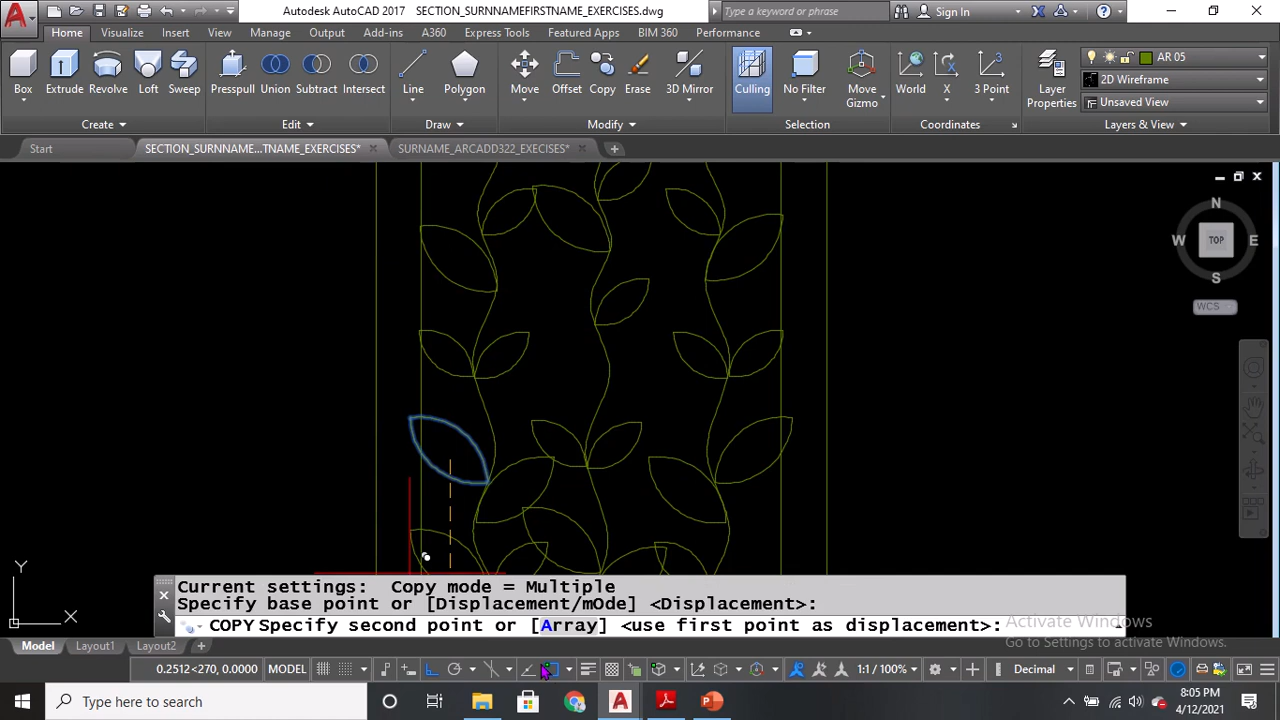 Autodesk AutoCAD 2017 SECTION_SURNNAMEFIRSTNAME_EXERCISES.dwg
Type a keyword or phrase
Sign In
Home Visualize Insert View Manage Output Add-ins A360 Express Tools Featured Apps BIM 360 Performance
AR 05
2D Wireframe
Unsaved View
Box Extrude Revolve Loft Sweep Presspull Union Subtract Intersect Line Polygon Move Offset Copy Erase 3D Mirror Culling No Filter Move Gizmo World X 3 Point Layer Properties
Create Edit Draw Modify Selection Coordinates Layers & View
Start SECTION_SURNNAME...TNAME_EXERCISES* SURNAME_ARCADD322_EXECISES*
N
W TOP E
S
WCS
Y
X
Current settings: Copy mode = Multiple
Specify base point or [Displacement/mOde] <Displacement>:
COPY Specify second point or [Array] <use first point as displacement>:
Activate Windows
Go to Settings to activate Windows.
Model Layout1 Layout2
0.2512<270, 0.0000 MODEL 1:1 / 100% Decimal
Type here to search
8:05 PM
4/12/2021